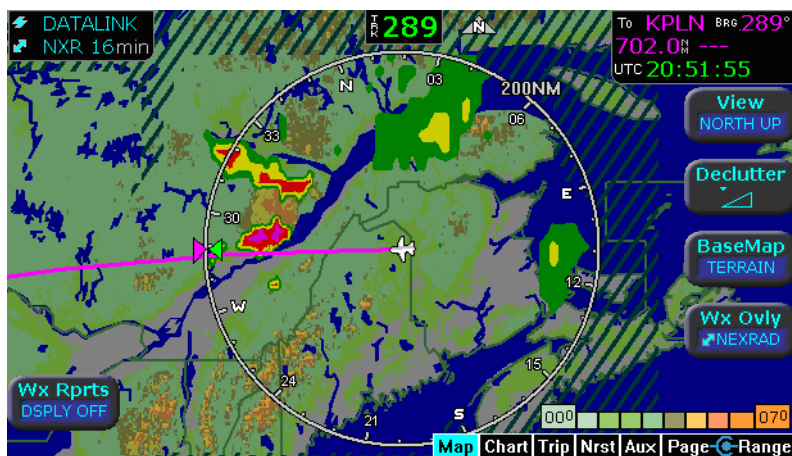 DATALINK
NXR 16min
TRK 289
N
To KPLN BRG 289°
702.0NM ---
UTC 20:51:55
N
03
200NM
06
33
30
E
12
W
24
15
21
S
View
NORTH UP
Declutter
BaseMap
TERRAIN
Wx Ovly
NEXRAD
Wx Rprts
DSPLY OFF
000 070
Map Chart Trip Nrst Aux Page Range